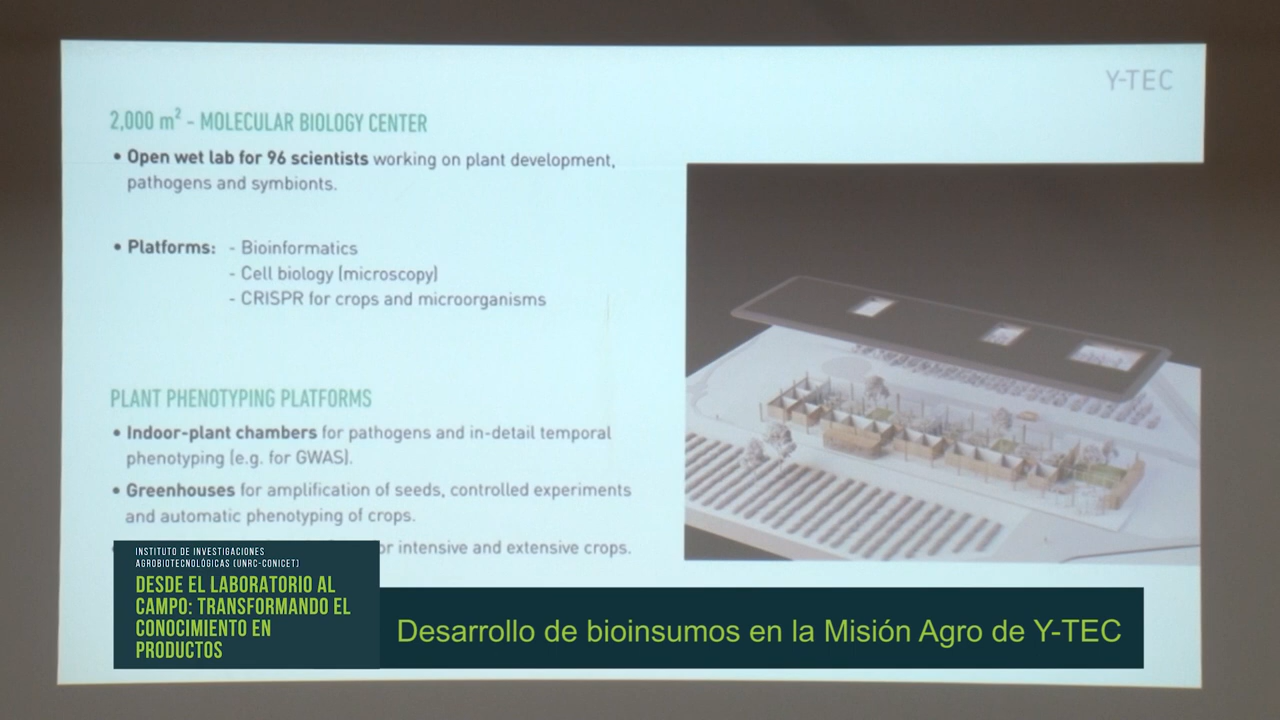 Y-TEC
2,000 m² - MOLECULAR BIOLOGY CENTER
• Open wet lab for 96 scientists working on plant development,
pathogens and symbionts.
• Platforms: - Bioinformatics
- Cell biology (microscopy)
- CRISPR for crops and microorganisms
PLANT PHENOTYPING PLATFORMS
• Indoor-plant chambers for pathogens and in-detail temporal
phenotyping (e.g. for GWAS).
• Greenhouses for amplification of seeds, controlled experiments
and automatic phenotyping of crops.
intensive and extensive crops.
INSTITUTO DE INVESTIGACIONES
AGROBIOTECNOLÓGICAS (UNRC-CONICET)
DESDE EL LABORATORIO AL
CAMPO: TRANSFORMANDO EL
CONOCIMIENTO EN
PRODUCTOS
Desarrollo de bioinsumos en la Misión Agro de Y-TEC